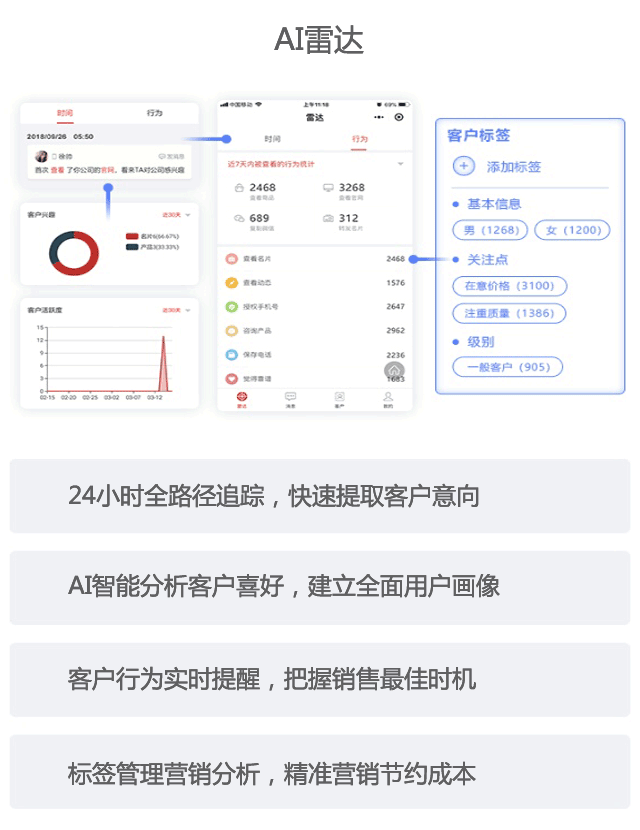 AI雷达
时间 行为
2018/08/26 05:50
徐帅 发消息
首次 查看 了你公司的官网，看来TA对公司感兴趣
客户兴趣 近30天
名片6(66.67%)
产品3(33.33%)
客户活跃度 近30天
15
12
9
6
3
0
02-15 02-20 02-25 03-02 03-07 03-12
中国移动 上午11:18 69%
雷达
时间 行为
近7天内被查看的行为统计
2468 3268
查看商品 查看官网
689 312
复制微信 转发名片
查看名片 2468
查看动态 1576
授权手机号 2647
咨询产品 2962
保存电话 2236
觉得靠谱 1683
雷达 消息 客户 我的
客户标签
添加标签
基本信息
男（1268） 女（1200）
关注点
在意价格（3100）
注重质量（1386）
级别
一般客户（905）
24小时全路径追踪，快速提取客户意向
AI智能分析客户喜好，建立全面用户画像
客户行为实时提醒，把握销售最佳时机
标签管理营销分析，精准营销节约成本